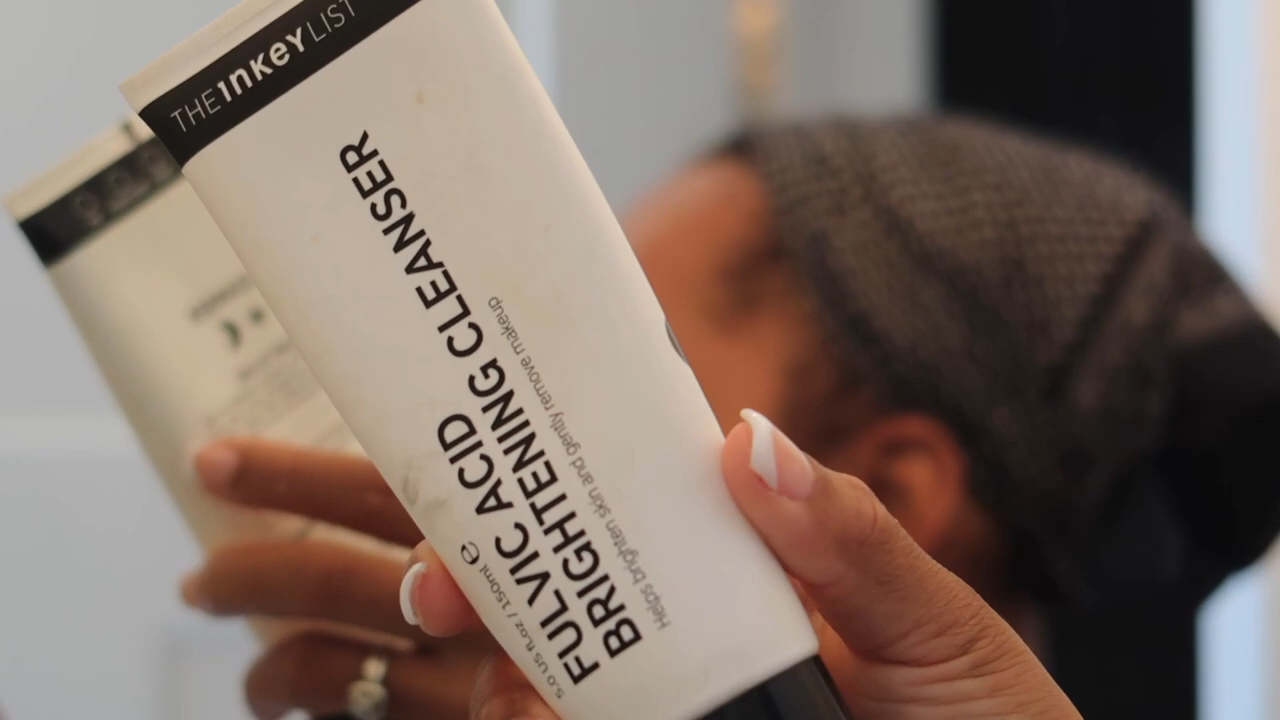 THE INKEY LIST
FULVIC ACID
BRIGHTENING CLEANSER
Helps brighten skin and gently remove makeup
5.0 US fl.oz / 150ml e